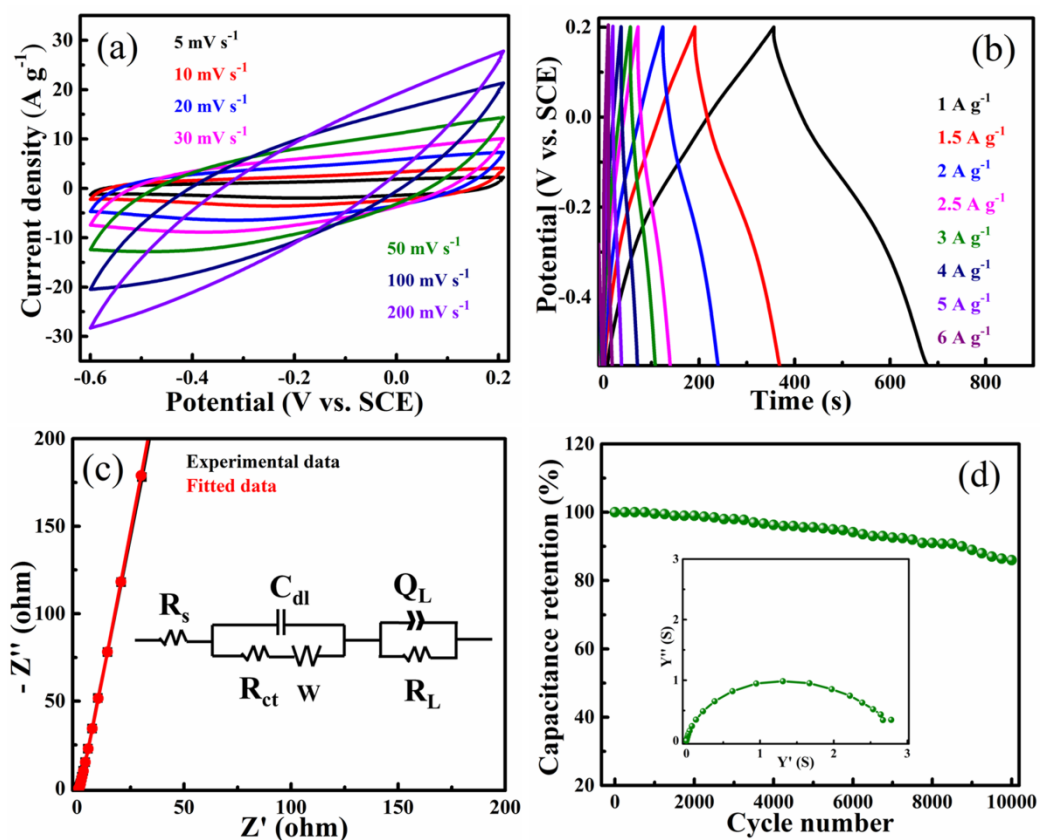 (a)
5 mV s⁻¹
10 mV s⁻¹
20 mV s⁻¹
30 mV s⁻¹
50 mV s⁻¹
100 mV s⁻¹
200 mV s⁻¹
Current density (A g⁻¹)
30
20
10
0
-10
-20
-30
-0.6
-0.4
-0.2
0.0
0.2
Potential (V vs. SCE)
(b)
1 A g⁻¹
1.5 A g⁻¹
2 A g⁻¹
2.5 A g⁻¹
3 A g⁻¹
4 A g⁻¹
5 A g⁻¹
6 A g⁻¹
Potential (V vs. SCE)
0.2
0.0
-0.2
-0.4
0
200
400
600
800
Time (s)
(c)
Experimental data
Fitted data
Rs
Cdl
Rct
W
QL
RL
- Z'' (ohm)
200
150
100
50
0
0
50
100
150
200
Z' (ohm)
(d)
Capacitance retention (%)
120
100
80
60
40
20
0
2000
4000
6000
8000
10000
Cycle number
Y'' (S)
3
2
1
0
0
1
2
3
Y' (S)